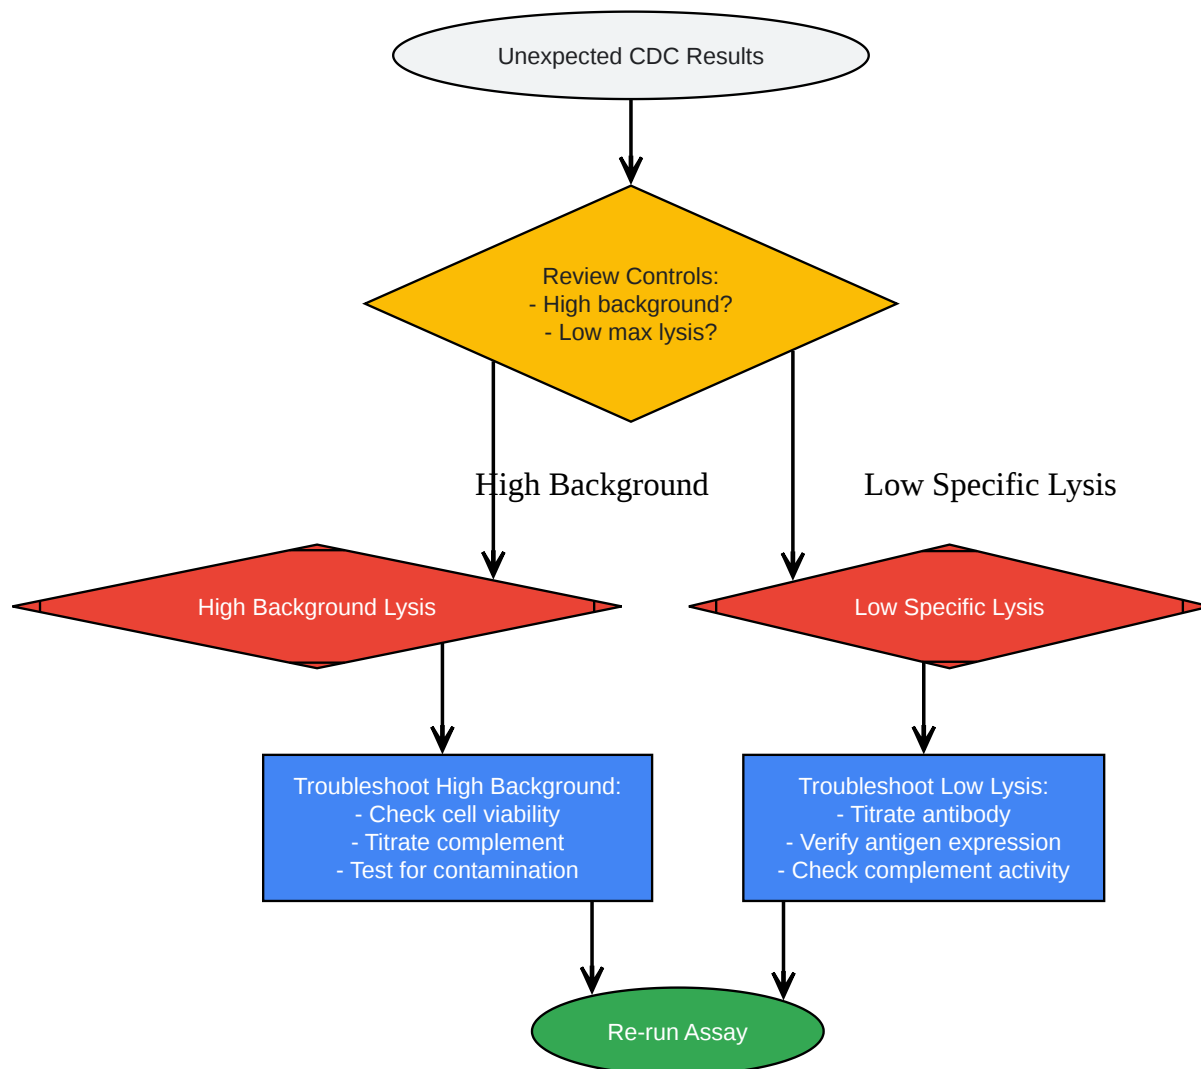 Unexpected CDC Results
Review Controls:
- High background?
- Low max lysis?
High Background
Low Specific Lysis
High Background Lysis
Low Specific Lysis
Troubleshoot High Background:
- Check cell viability
- Titrate complement
- Test for contamination
Troubleshoot Low Lysis:
- Titrate antibody
- Verify antigen expression
- Check complement activity
Re-run Assay